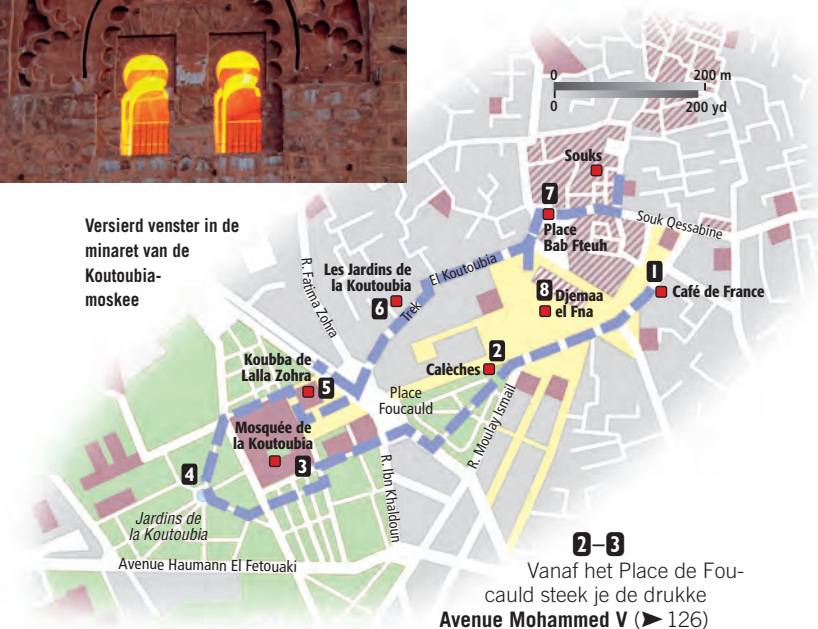 Versierd venster in de
minaret van de
Koutoubia-
moskee
0 200 m
0 200 yd
Souks
7
Place
Bab Fteuh
Souk Qessabine
1
Café de France
R. Fatima Zohra
Les Jardins de
la Koutoubia
6
Trek El Koutoubia
8
Djemaa
el Fna
2
Calèches
Koubba de
Lalla Zohra
5
Place
Foucauld
R. Moulay Ismail
Mosquée de
la Koutoubia
3
R. Ibn Khaldoun
4
Jardins de
la Koutoubia
Avenue Haumann El Fetouaki
2–3
Vanaf het Place de Fou-
cauld steek je de drukke
Avenue Mohammed V (➤ 126)